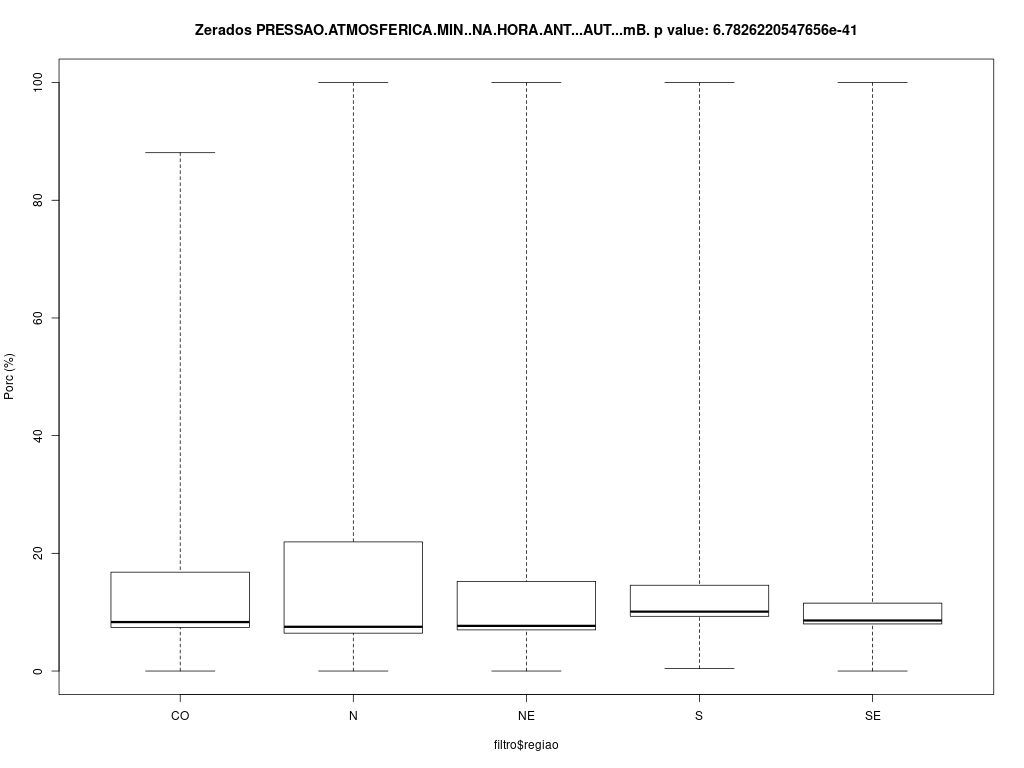 Zerados PRESSAO.ATMOSFERICA.MIN..NA.HORA.ANT...AUT...mB. p value: 6.7826220547656e-41
Porc (%)
100
80
60
40
20
0
CO N NE S SE
filtro$regiao